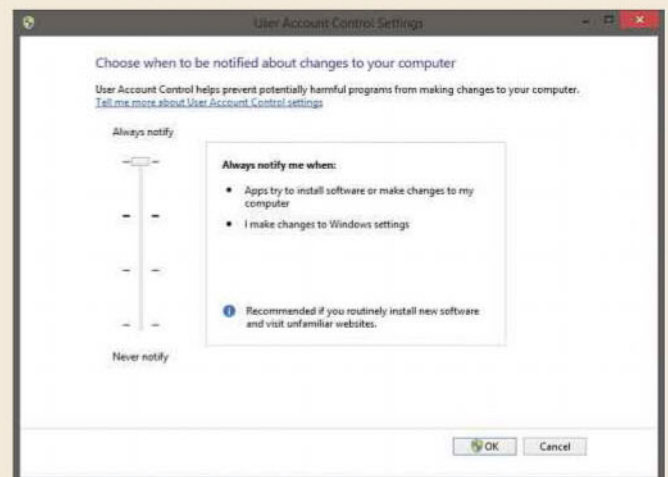 User Account Control Settings
Choose when to be notified about changes to your computer
User Account Control helps prevent potentially harmful programs from making changes to your computer.
Tell me more about User Account Control settings
Always notify
Always notify me when:
• Apps try to install software or make changes to my
computer
• I make changes to Windows settings
Recommended if you routinely install new software
and visit unfamiliar websites.
Never notify
OK Cancel